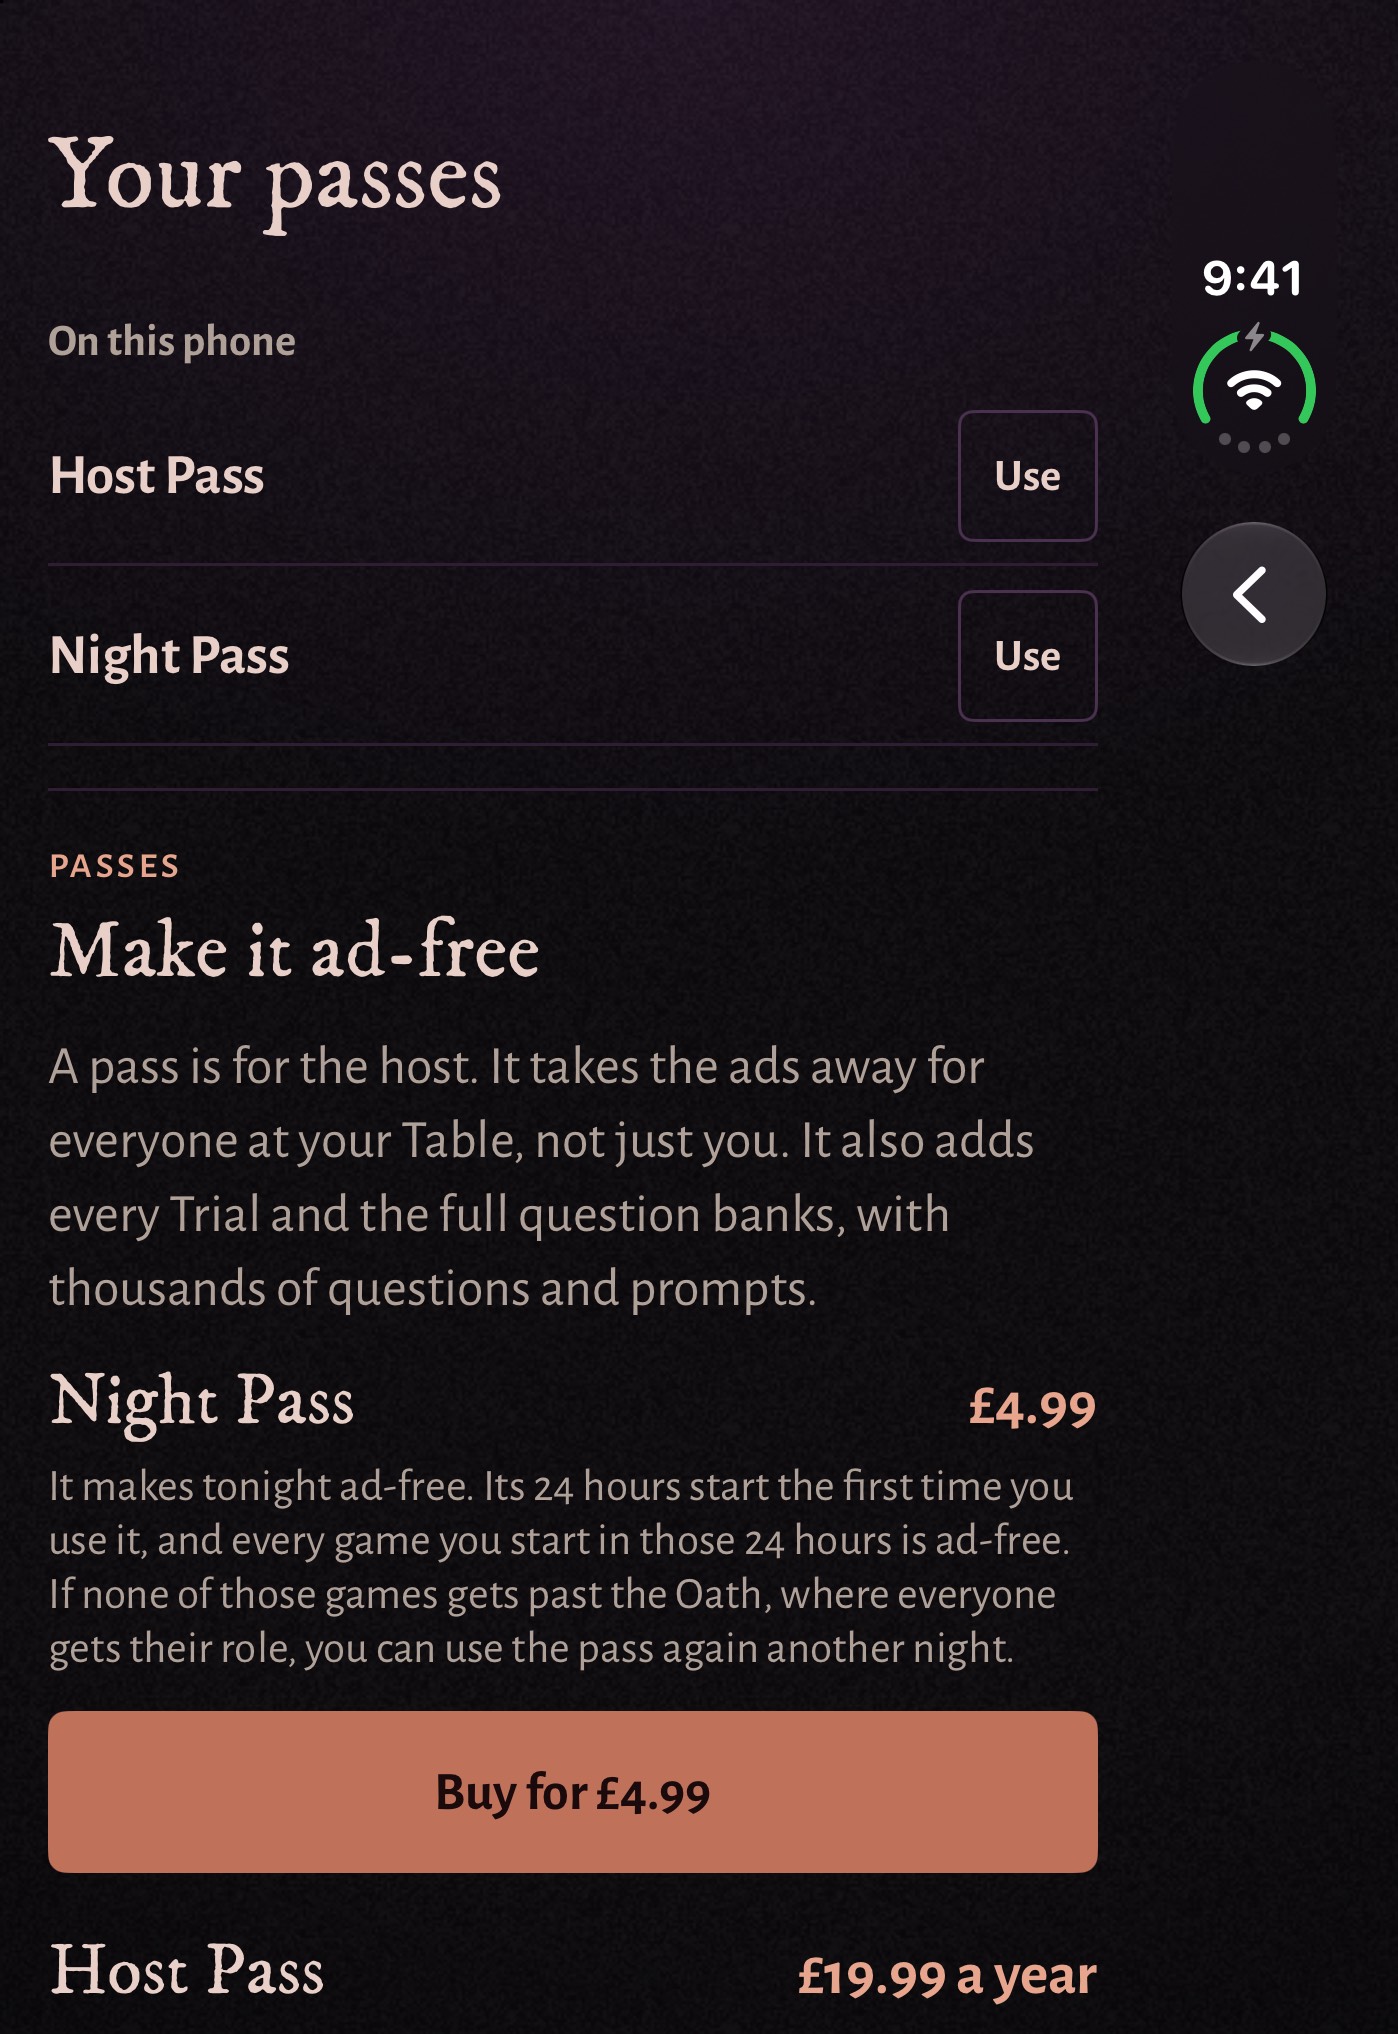 Your passes
9:41
On this phone
Host Pass
Use
Night Pass
Use
PASSES
Make it ad-free
A pass is for the host. It takes the ads away for
everyone at your Table, not just you. It also adds
every Trial and the full question banks, with
thousands of questions and prompts.
Night Pass
£4.99
It makes tonight ad-free. Its 24 hours start the first time you
use it, and every game you start in those 24 hours is ad-free.
If none of those games gets past the Oath, where everyone
gets their role, you can use the pass again another night.
Buy for £4.99
Host Pass
£19.99 a year